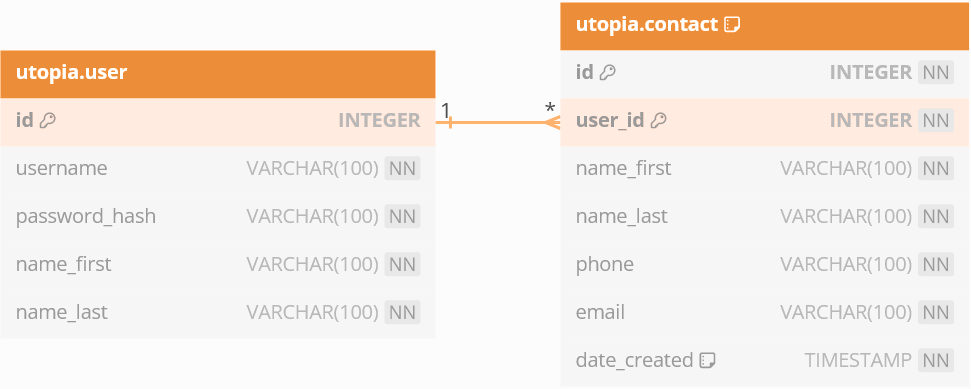 utopia.user
id INTEGER
username VARCHAR(100) NN
password_hash VARCHAR(100) NN
name_first VARCHAR(100) NN
name_last VARCHAR(100) NN
1 *
utopia.contact
id INTEGER NN
user_id INTEGER NN
name_first VARCHAR(100) NN
name_last VARCHAR(100) NN
phone VARCHAR(100) NN
email VARCHAR(100) NN
date_created TIMESTAMP NN